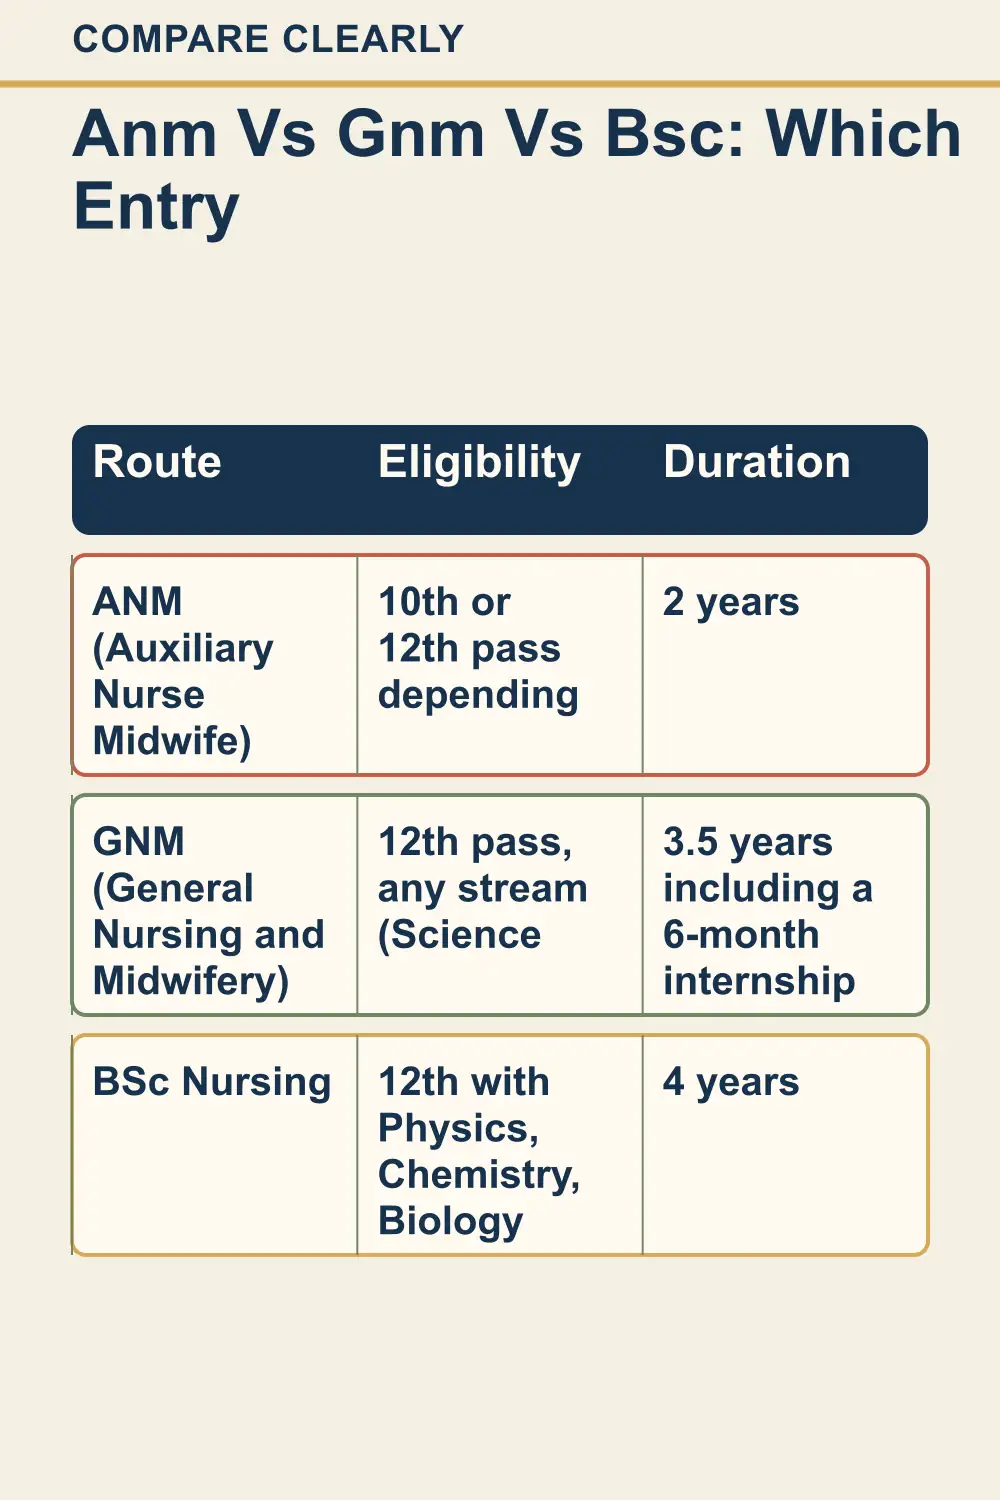 COMPARE CLEARLY
Anm Vs Gnm Vs Bsc: Which
Entry
Route
Eligibility
Duration
ANM
(Auxiliary
Nurse
Midwife)
10th or
12th pass
depending
2 years
GNM
(General
Nursing and
Midwifery)
12th pass,
any stream
(Science
3.5 years
including a
6-month
internship
BSc Nursing
12th with
Physics,
Chemistry,
Biology
4 years